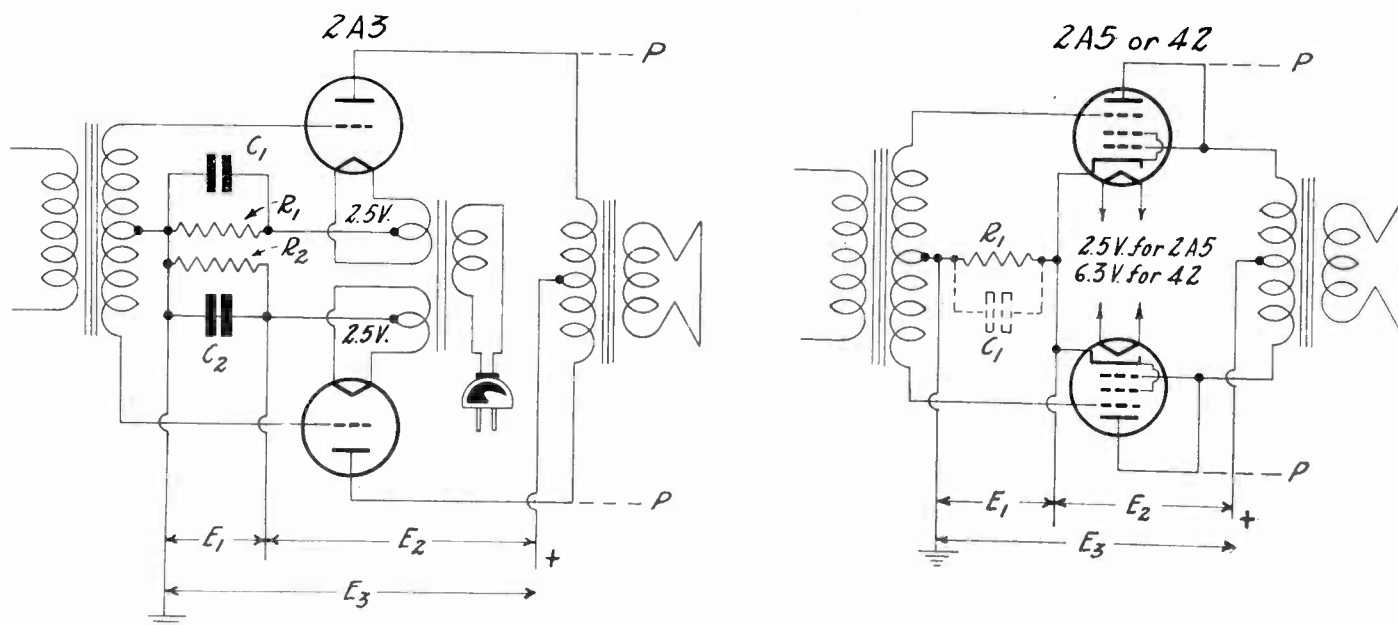 2A3
P
C1
R1
2.5V.
R2
2.5V.
C2
P
E1
E2
+
E3
2A5 or 42
P
R1
2.5V. for 2A5
6.3V. for 42
C1
P
E1
E2
+
E3